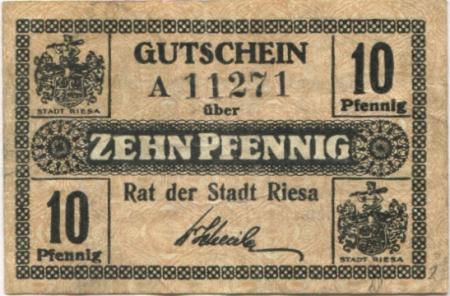 GUTSCHEIN
A 11271
über
10
Pfennig
STADT RIESA
ZEHN PFENNIG
Rat der Stadt Riesa
10
Pfennig
STADT RIESA